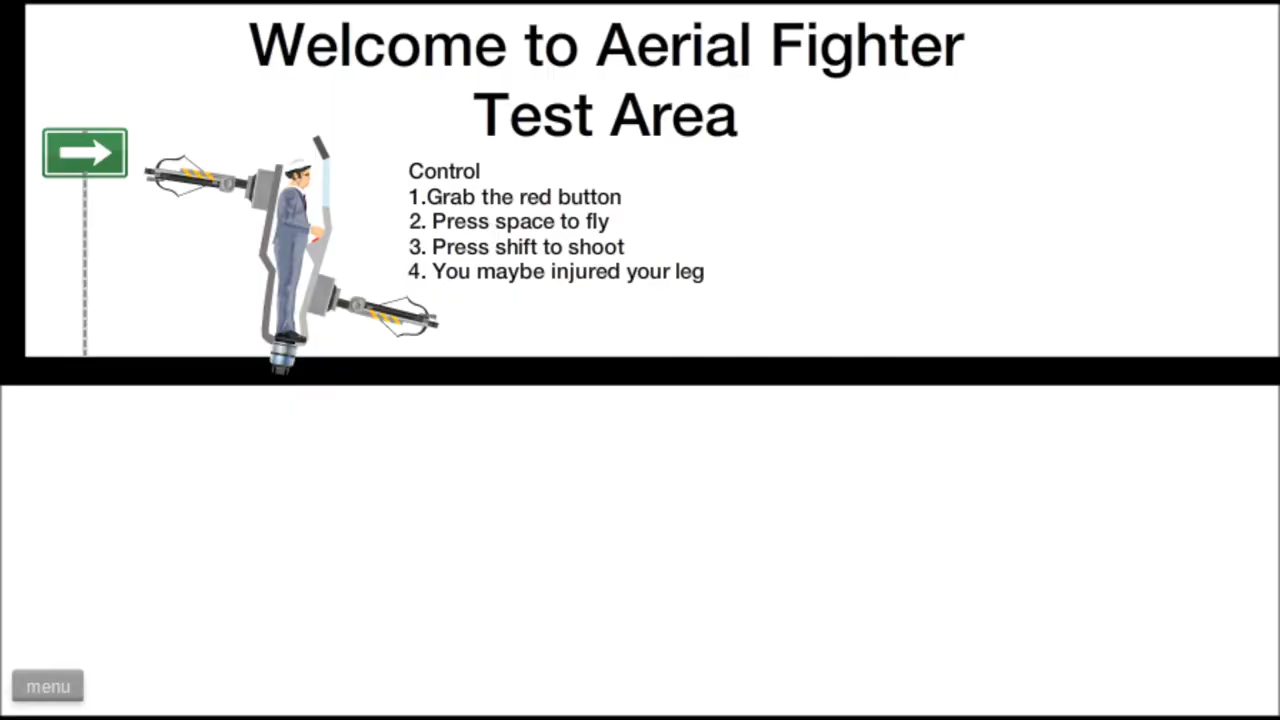 Welcome to Aerial Fighter
Test Area
Control
1.Grab the red button
2. Press space to fly
3. Press shift to shoot
4. You maybe injured your leg
menu